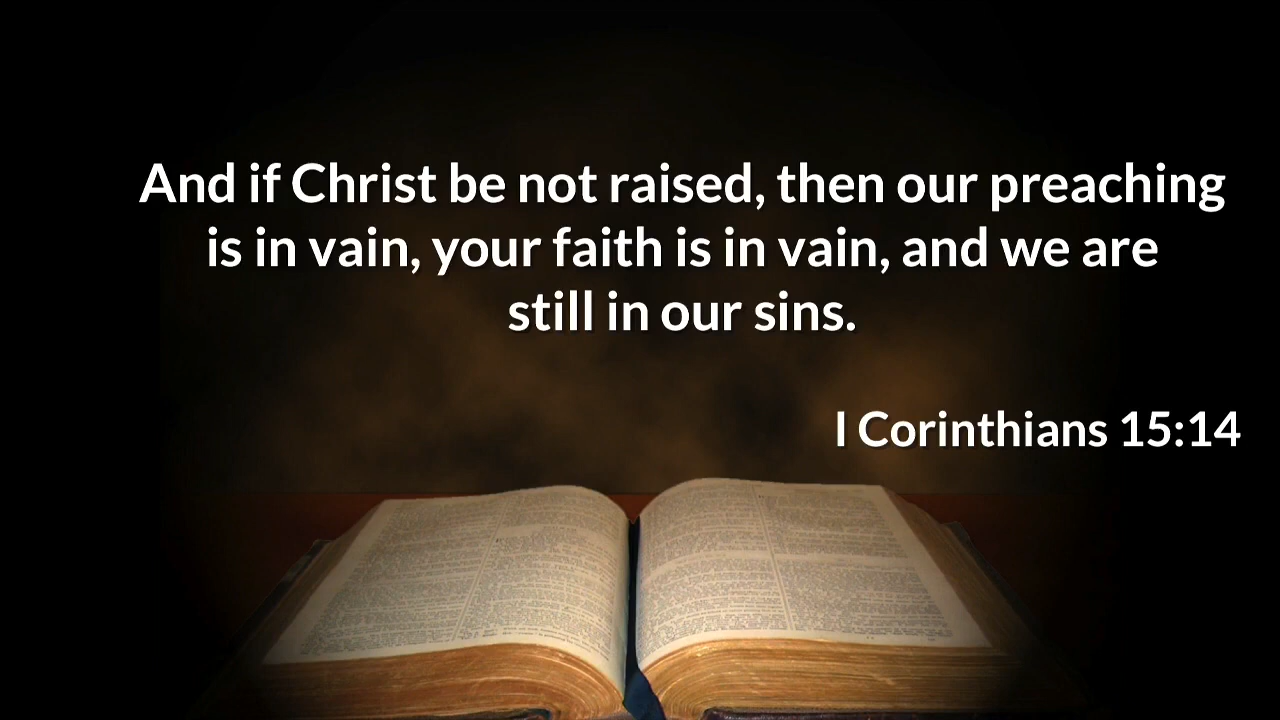 And if Christ be not raised, then our preaching
is in vain, your faith is in vain, and we are
still in our sins.
I Corinthians 15:14